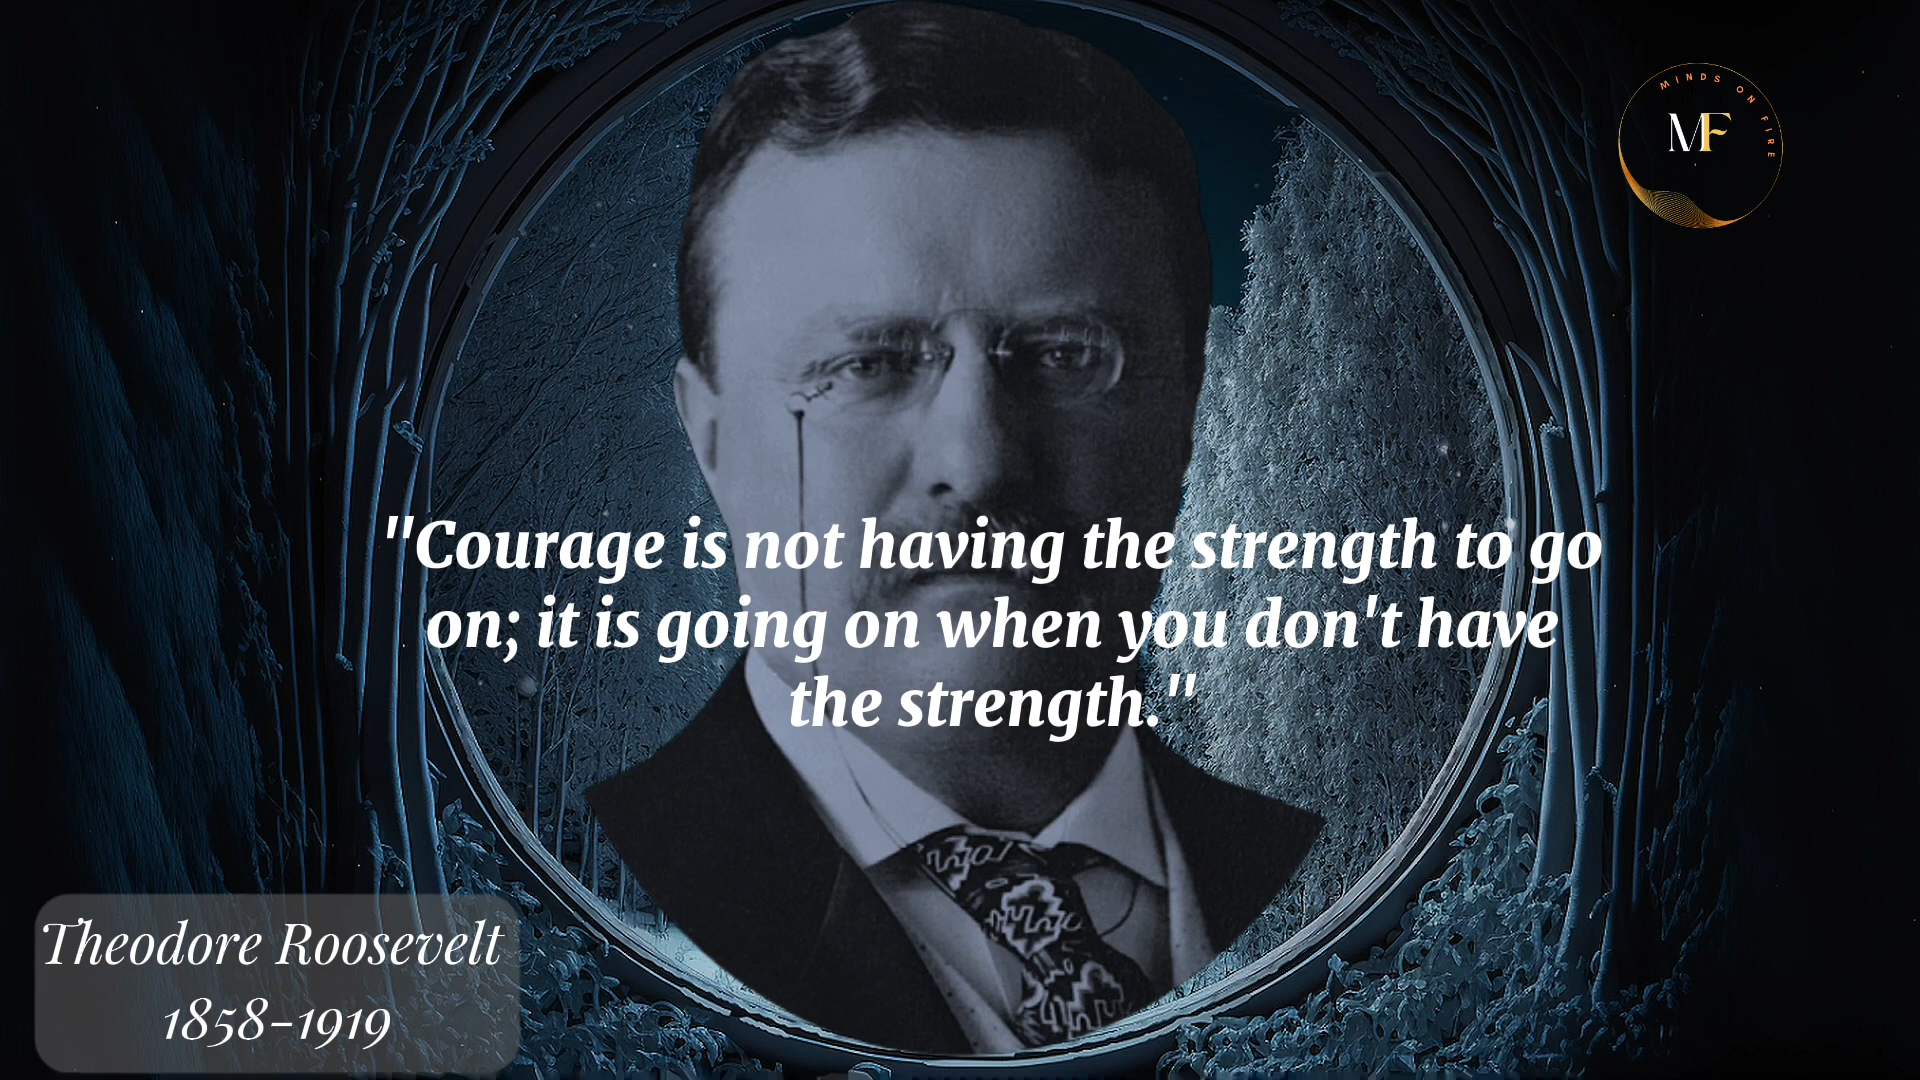 MINDS ON FIRE
MF
"Courage is not having the strength to go
on; it is going on when you don't have
the strength."
Theodore Roosevelt
1858–1919